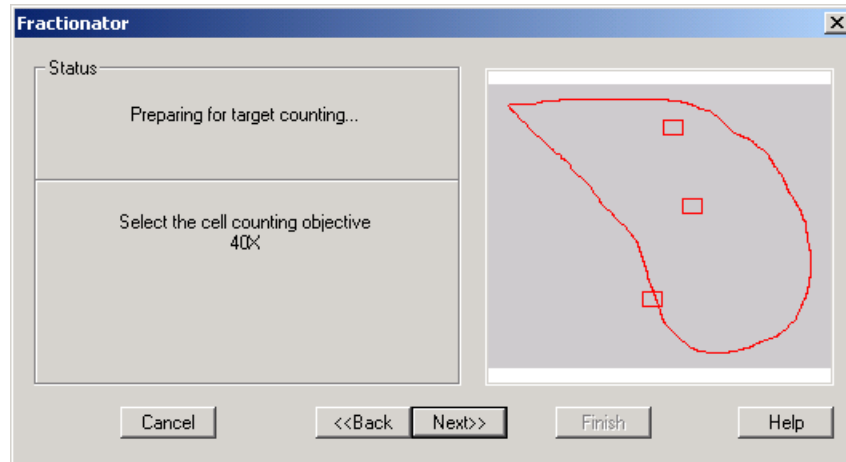 Fractionator
Status
Preparing for target counting...
Select the cell counting objective
40X
Cancel
<<Back
Next>>
Finish
Help